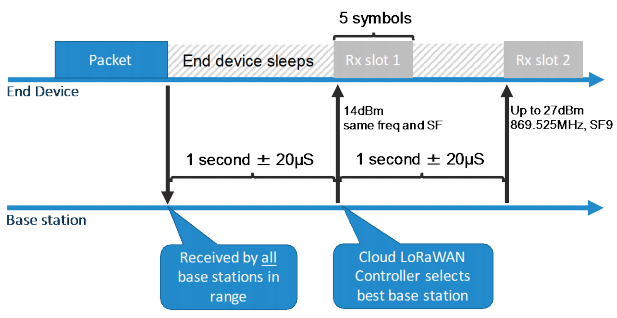 5 symbols
Packet
End device sleeps
Rx slot 1
Rx slot 2
End Device
14dBm
same freq and SF
Up to 27dBm
869.525MHz, SF9
1 second ± 20µS
1 second ± 20µS
Base station
Received by all
base stations in
range
Cloud LoRaWAN
Controller selects
best base station